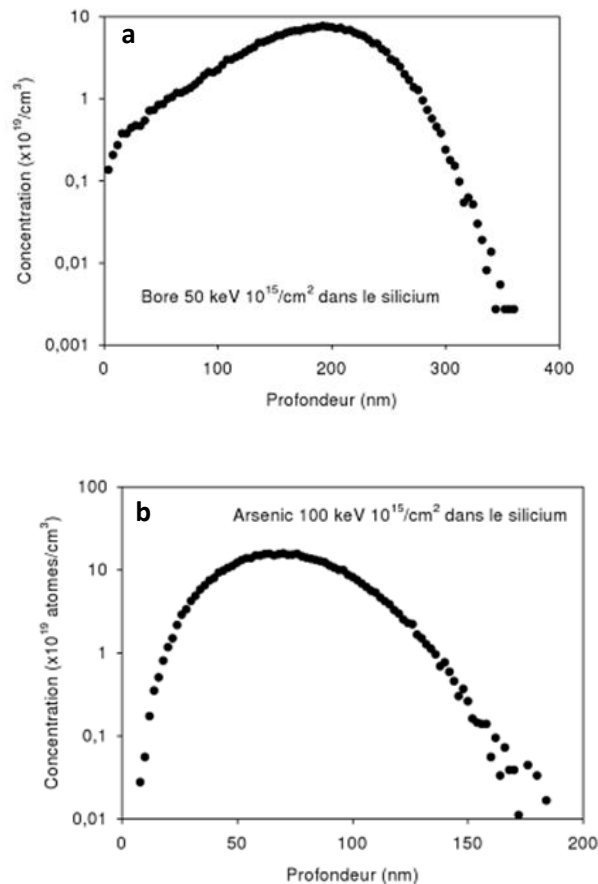 a
10
1
0,1
0,01
0,001
Concentration (x10¹⁹/cm³)
Bore 50 keV 10¹⁵/cm² dans le silicium
0
100
200
300
400
Profondeur (nm)
b
100
10
1
0,1
0,01
Concentration (x10¹⁹ atomes/cm³)
Arsenic 100 keV 10¹⁵/cm² dans le silicium
0
50
100
150
200
Profondeur (nm)